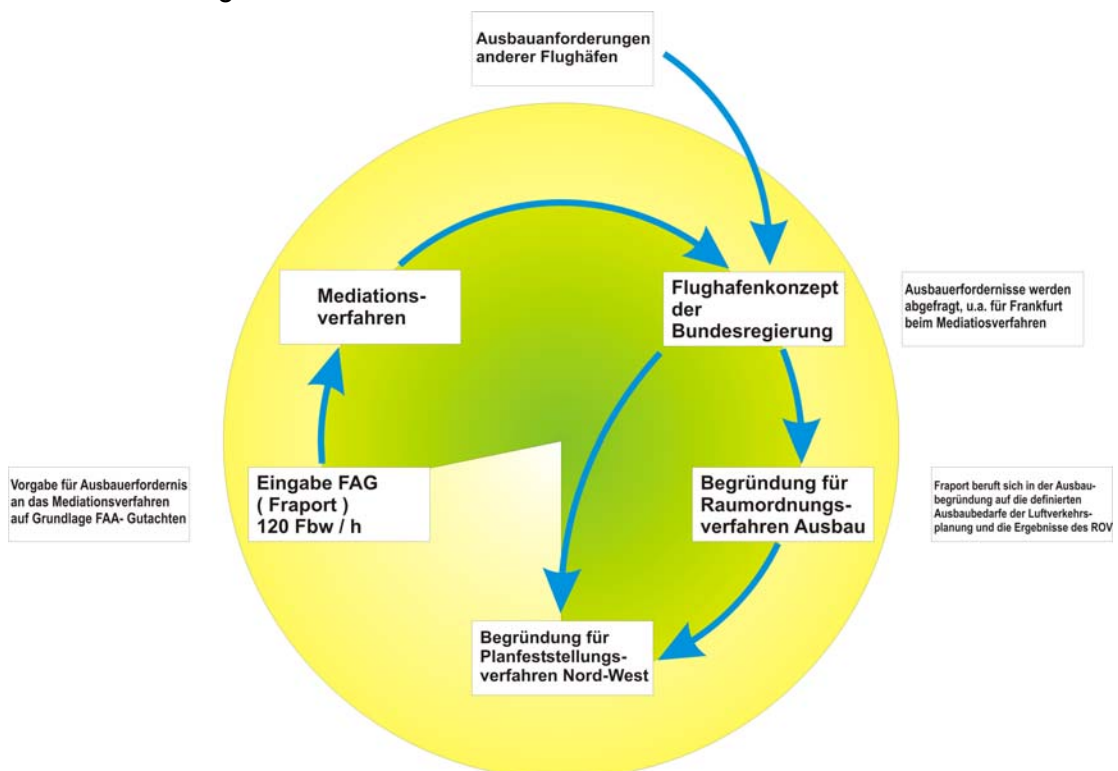 Ausbauanforderungen
anderer Flughäfen
Mediations-
verfahren
Flughafenkonzept
der
Bundesregierung
Ausbauerfordernisse werden
abgefragt, u.a. für Frankfurt
beim Mediatiosverfahren
Vorgabe für Ausbauerfordernis
an das Mediationsverfahren
auf Grundlage FAA- Gutachten
Eingabe FAG
( Fraport )
120 Fbw / h
Begründung für
Raumordnungs-
verfahren Ausbau
Fraport beruft sich in der Ausbau-
begründung auf die definierten
Ausbaubedarfe der Luftverkehrs-
planung und die Ergebnisse des ROV
Begründung für
Planfeststellungs-
verfahren Nord-West